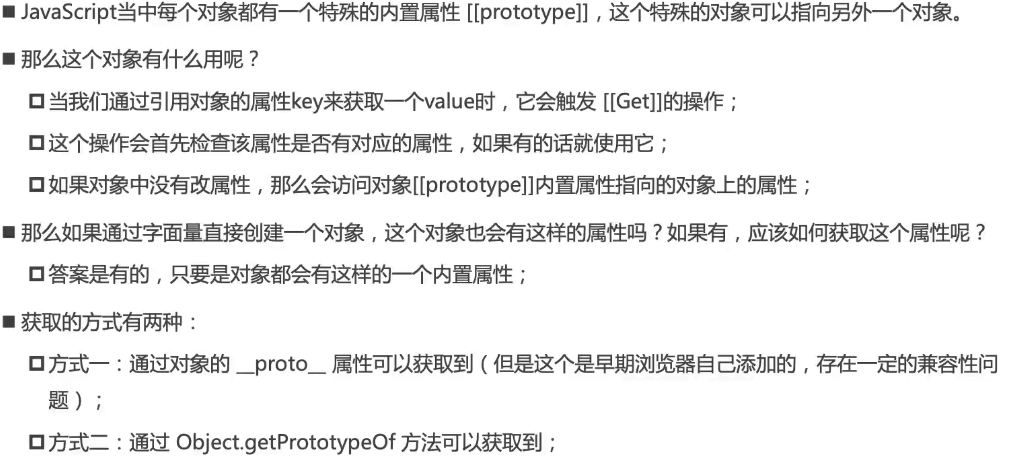 ■ JavaScript当中每个对象都有一个特殊的内置属性 [[prototype]]，这个特殊的对象可以指向另外一个对象。
■ 那么这个对象有什么用呢？
口 当我们通过引用对象的属性key来获取一个value时，它会触发 [[Get]]的操作；
口 这个操作会首先检查该属性是否有对应的属性，如果有的话就使用它；
口 如果对象中没有改属性，那么会访问对象[[prototype]]内置属性指向的对象上的属性；
■ 那么如果通过字面量直接创建一个对象，这个对象也会有这样的属性吗？如果有，应该如何获取这个属性呢？
口 答案是有的，只要是对象都会有这样的一个内置属性；
■ 获取的方式有两种：
口 方式一：通过对象的 __proto__ 属性可以获取到（但是这个是早期浏览器自己添加的，存在一定的兼容性问
题）；
口 方式二：通过 Object.getPrototypeOf 方法可以获取到；